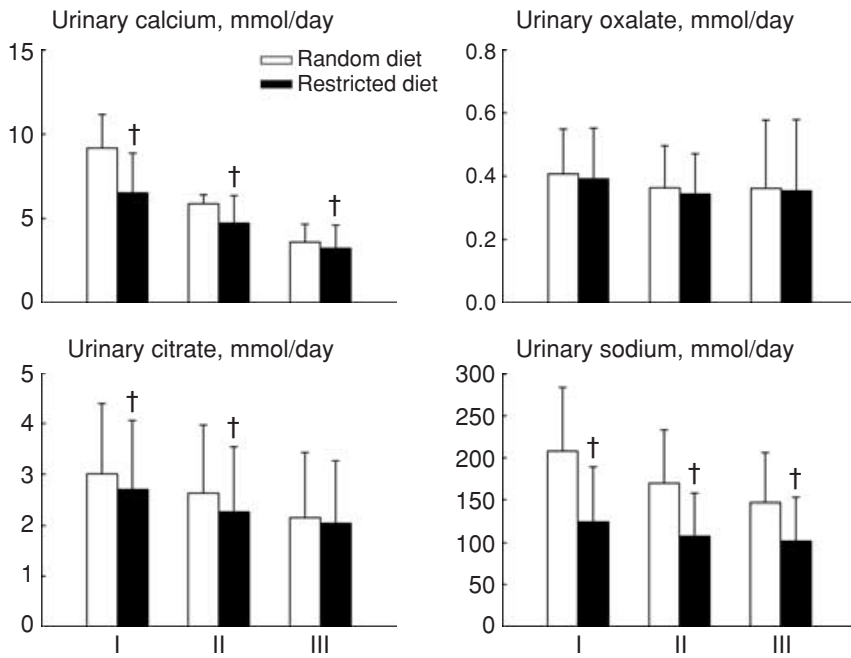 Urinary calcium, mmol/day
15
10
5
0
Random diet
Restricted diet
†
†
†
Urinary oxalate, mmol/day
0.8
0.6
0.4
0.2
0.0
Urinary citrate, mmol/day
5
4
3
2
1
0
†
†
I
II
III
Urinary sodium, mmol/day
300
250
200
150
100
50
0
†
†
†
I
II
III